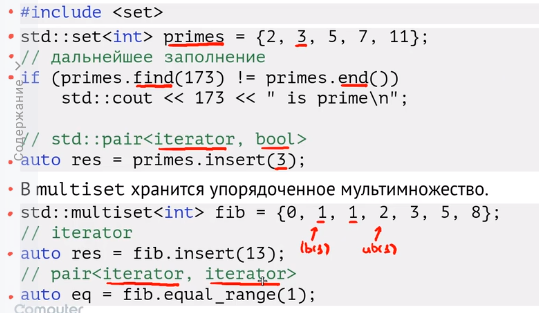 #include <set>
std::set<int> primes = {2, 3, 5, 7, 11};
// дальнейшее заполнение
if (primes.find(173) != primes.end())
std::cout << 173 << " is prime\n";
// std::pair<iterator, bool>
auto res = primes.insert(3);
В multiset хранится упорядоченное мультимножество.
std::multiset<int> fib = {0, 1, 1, 2, 3, 5, 8};
lb(1) ub(1)
// iterator
auto res = fib.insert(13);
// pair<iterator, iterator>
auto eq = fib.equal_range(1);
Содержание
Computer